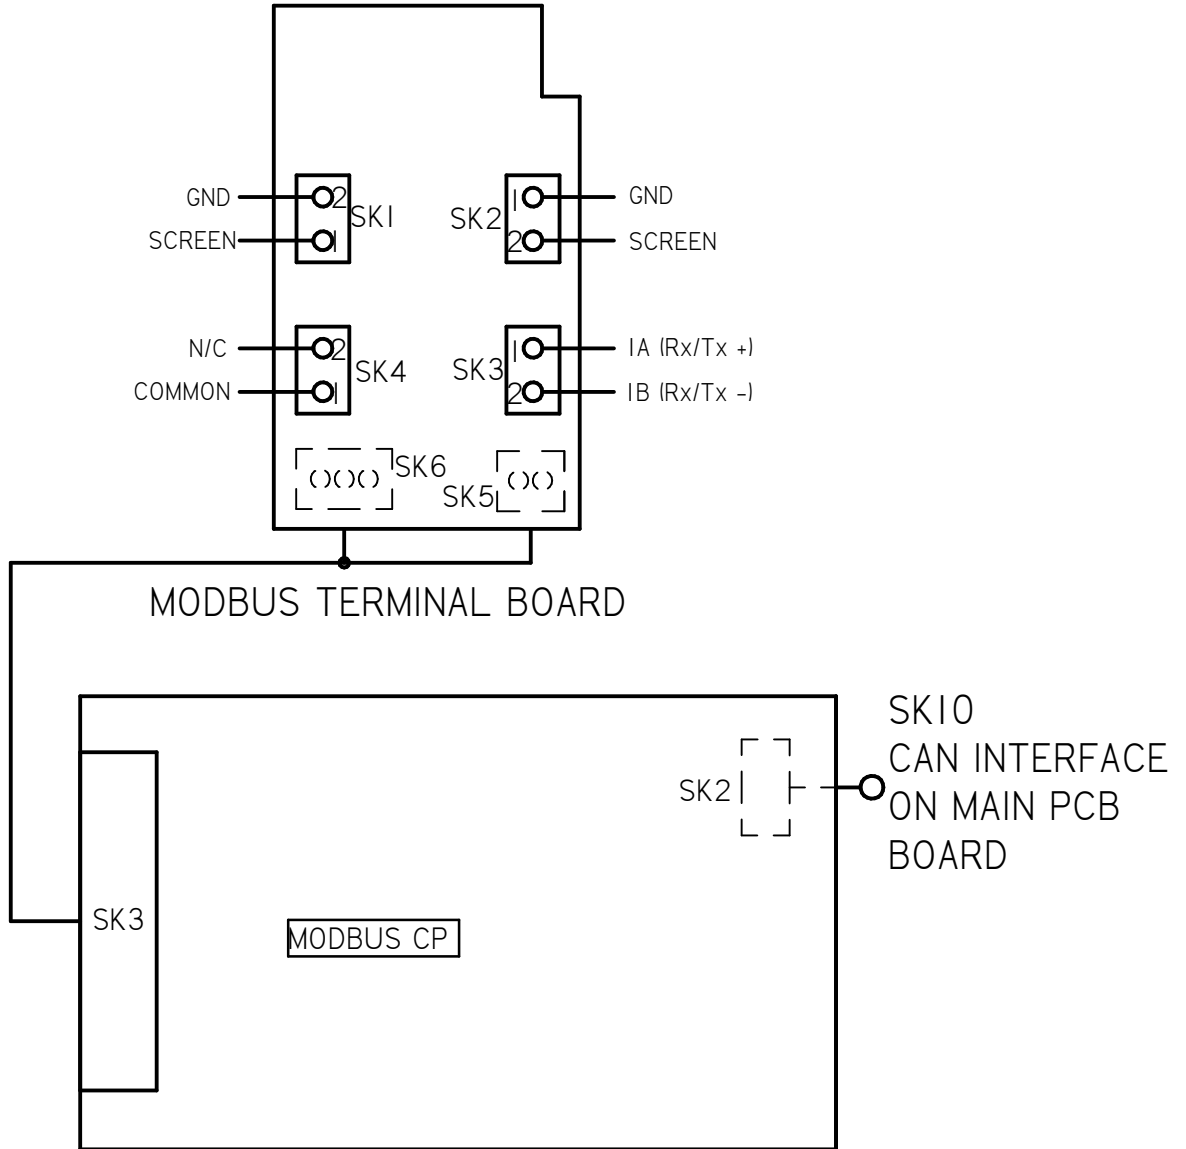 GND
2
SK1
SCREEN
1
1
GND
SK2
2
SCREEN
N/C
2
SK4
COMMON
1
1
1A (Rx/Tx +)
SK3
2
1B (Rx/Tx -)
SK6
SK5
MODBUS TERMINAL BOARD
SK10
CAN INTERFACE
ON MAIN PCB
BOARD
SK2
SK3
MODBUS CP